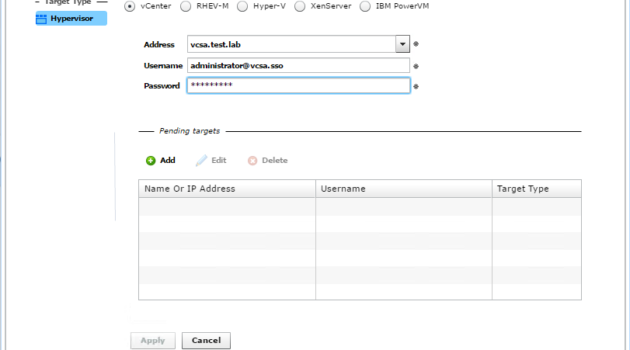 Target Type
vCenter RHEV-M Hyper-V XenServer IBM PowerVM
Hypervisor
Address vcsa.test.lab
Username administrator@vcsa.sso
Password *********
Pending targets
Add Edit Delete
Name Or IP Address Username Target Type
Apply Cancel